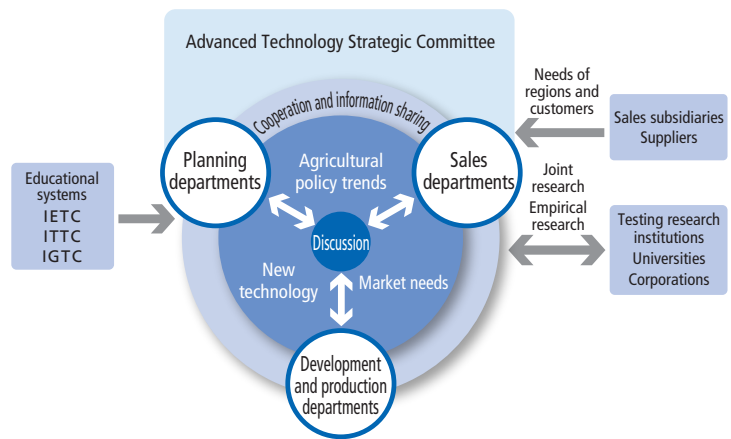 Advanced Technology Strategic Committee
Cooperation and information sharing
Planning
departments
Agricultural
policy trends
Sales
departments
Discussion
New
technology
Market needs
Development
and production
departments
Educational
systems
IETC
ITTC
IGTC
Needs of
regions and
customers
Sales subsidiaries
Suppliers
Joint
research
Empirical
research
Testing research
institutions
Universities
Corporations